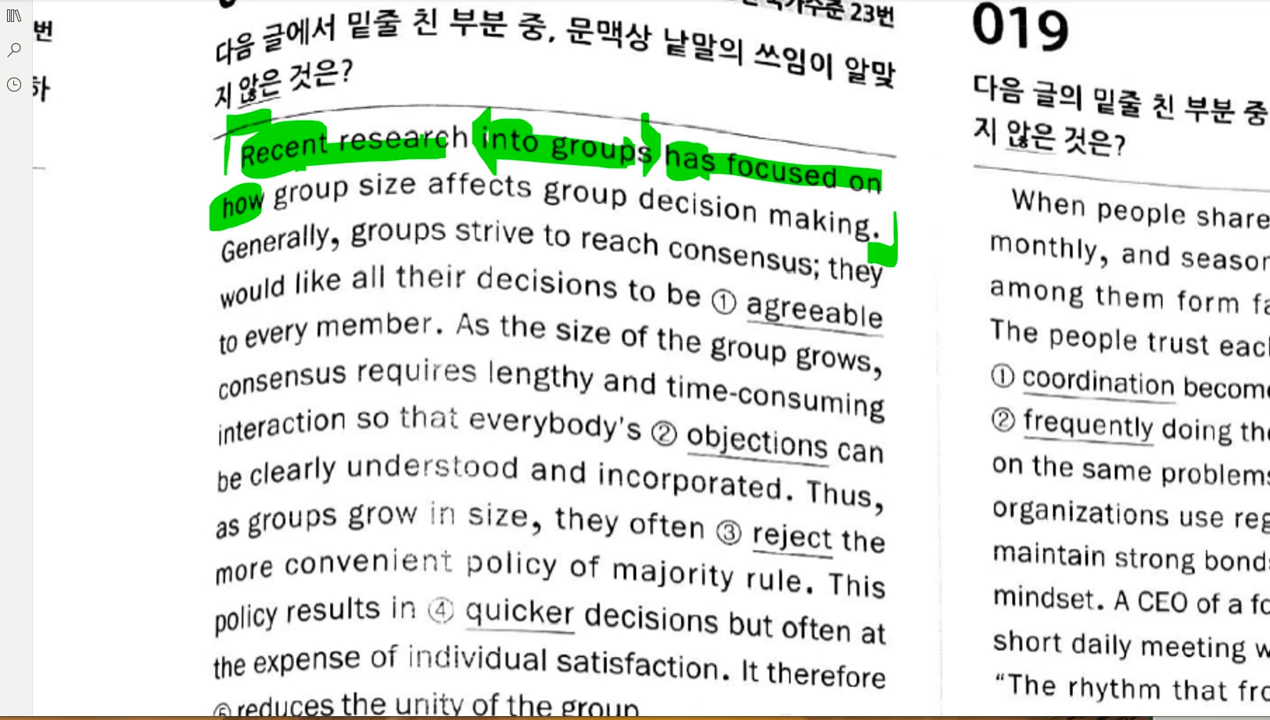 번
하
국가수준 23번
다음 글에서 밑줄 친 부분 중, 문맥상 낱말의 쓰임이 알맞
지 않은 것은?
Recent research into groups has focused on
how group size affects group decision making.
Generally, groups strive to reach consensus; they
would like all their decisions to be ① agreeable
to every member. As the size of the group grows,
consensus requires lengthy and time-consuming
interaction so that everybody's ② objections can
be clearly understood and incorporated. Thus,
as groups grow in size, they often ③ reject the
more convenient policy of majority rule. This
policy results in ④ quicker decisions but often at
the expense of individual satisfaction. It therefore
⑤ reduces the unity of the group.
019
다음 글의 밑줄 친 부분 중
지 않은 것은?
When people share
monthly, and
among them form
The people trust
① coordination
② frequently doing
on the same problems
organizations use
maintain strong
mindset. A CEO of a
short daily meeting
"The rhythm that